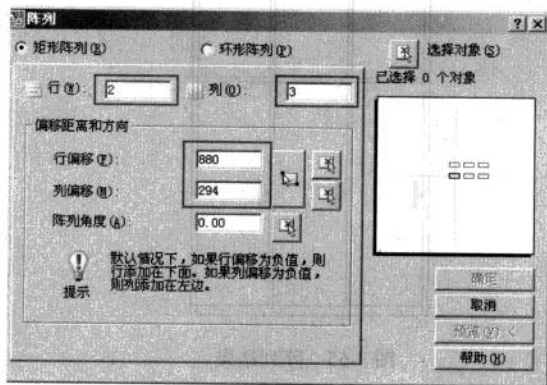 阵列
矩形阵列(R)
环形阵列(P)
选择对象(S)
已选择 0 个对象
行(W): 2
列(O): 3
偏移距离和方向
行偏移(F): 880
列偏移(M): 294
阵列角度(A): 0.00
默认情况下，如果行偏移为负值，则
行添加在下面。如果列偏移为负值，
则列添加在左边。
提示
确定
取消
预览(V) <
帮助(H)